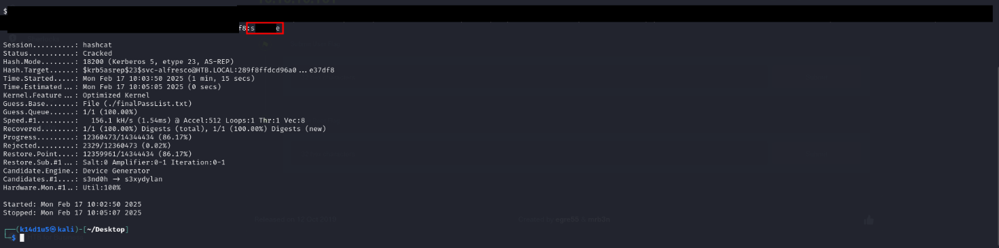 $
f8:s e
Session..........: hashcat
Status...........: Cracked
Hash.Mode........: 18200 (Kerberos 5, etype 23, AS-REP)
Hash.Target......: $krb5asrep$23$svc-alfresco@HTB.LOCAL:289f8ffdcd96a0...e37df8
Time.Started.....: Mon Feb 17 10:03:50 2025 (1 min, 15 secs)
Time.Estimated...: Mon Feb 17 10:05:05 2025 (0 secs)
Kernel.Feature...: Optimized Kernel
Guess.Base.......: File (./finalPassList.txt)
Guess.Queue......: 1/1 (100.00%)
Speed.#1.........:   156.1 kH/s (1.54ms) @ Accel:512 Loops:1 Thr:1 Vec:8
Recovered........: 1/1 (100.00%) Digests (total), 1/1 (100.00%) Digests (new)
Progress.........: 12360473/14344434 (86.17%)
Rejected.........: 2329/12360473 (0.02%)
Restore.Point....: 12359961/14344434 (86.17%)
Restore.Sub.#1...: Salt:0 Amplifier:0-1 Iteration:0-1
Candidate.Engine.: Device Generator
Candidates.#1....: s3nd0h -> s3xydylan
Hardware.Mon.#1..: Util:100%
Started: Mon Feb 17 10:02:50 2025
Stopped: Mon Feb 17 10:05:07 2025
(k14d1u5㉿kali)-[~/Desktop]
$